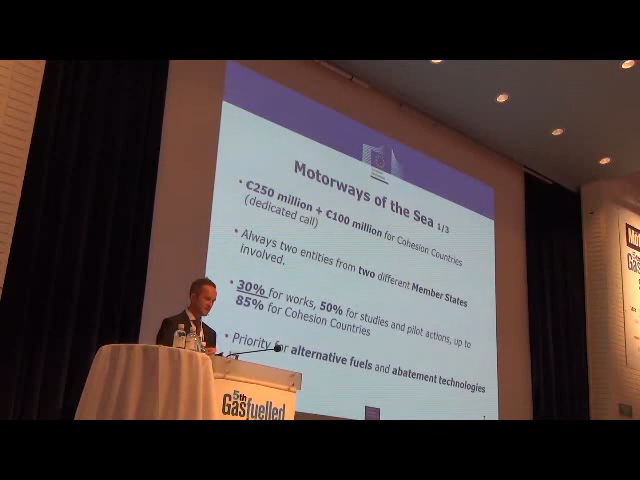 Motorways of the Sea 1/3
• €250 million + €100 million for Cohesion Countries
(dedicated call)
• Always two entities from two different Member States
involved.
• 30% for works, 50% for studies and pilot actions, up to
85% for Cohesion Countries
• Priority for alternative fuels and abatement technologies
5th
Gasfuelled
5th
Gas